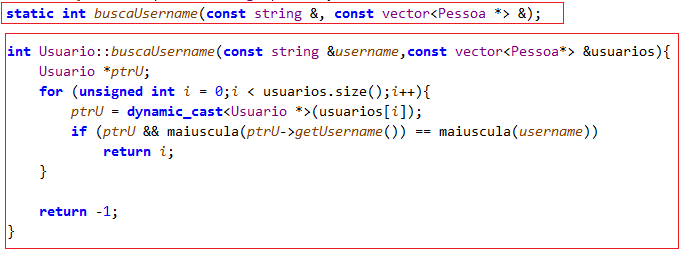 static int buscaUsername(const string &, const vector<Pessoa *> &);
int Usuario::buscaUsername(const string &username,const vector<Pessoa*> &usuarios){
    Usuario *ptrU;
    for (unsigned int i = 0;i < usuarios.size();i++){
        ptrU = dynamic_cast<Usuario *>(usuarios[i]);
        if (ptrU && maiuscula(ptrU->getUsername()) == maiuscula(username))
            return i;
    }
    return -1;
}